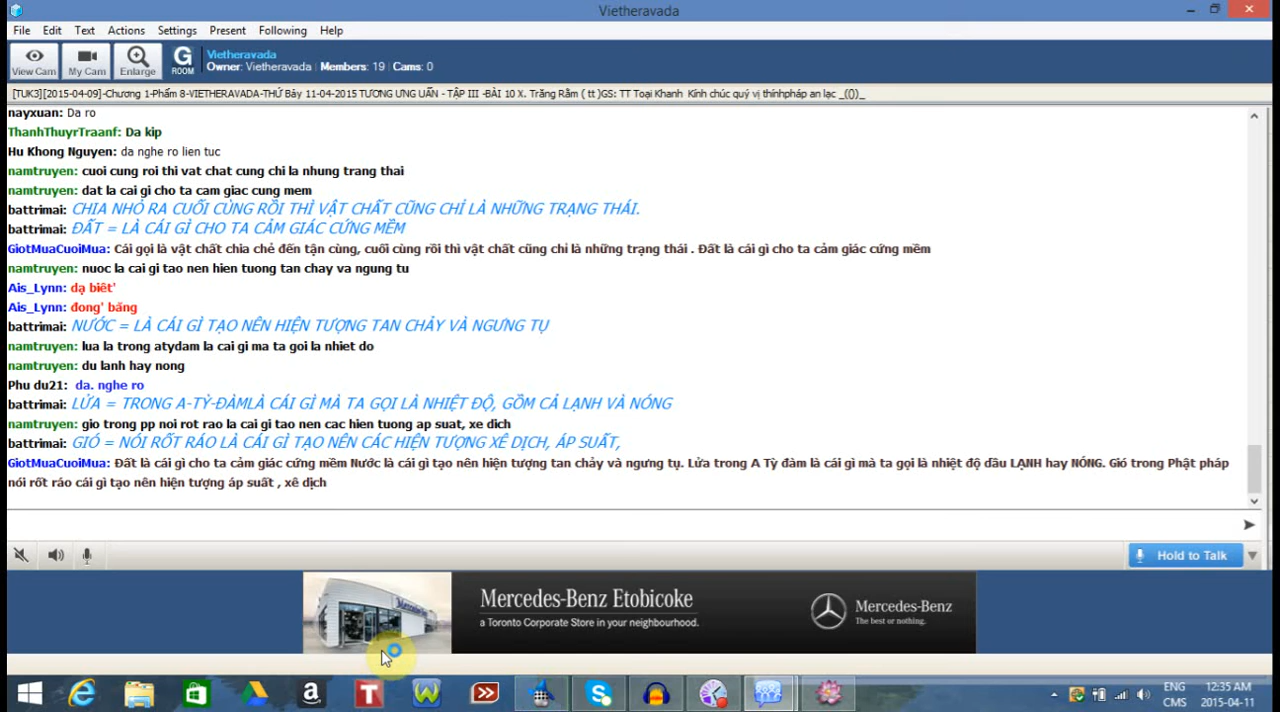 Vietheravada
File Edit Text Actions Settings Present Following Help
View Cam My Cam Enlarge G ROOM Vietheravada
Owner: Vietheravada | Members: 19 | Cams: 0
[TUK3][2015-04-09]-Chương 1-Phẩm 8-VIETHERAVADA-THỨ Bảy 11-04-2015 TƯƠNG ƯNG UẨN - TẬP III -BÀI 10 X. Trăng Rằm ( tt )GS: TT Toại Khanh Kính chúc quý vị thínhpháp an lạc _(())_
nayxuan: Da ro
ThanhThuyrTraanf: Da kip
Hu Khong Nguyen: da nghe ro lien tuc
namtruyen: cuoi cung roi thi vat chat cung chi la nhung trang thai
namtruyen: dat la cai gi cho ta cam giac cung mem
battrimai: CHIA NHỎ RA CUỐI CÙNG RỒI THÌ VẬT CHẤT CŨNG CHỈ LÀ NHỮNG TRẠNG THÁI.
battrimai: ĐẤT = LÀ CÁI GÌ CHO TA CẢM GIÁC CỨNG MỀM
GiotMuaCuoiMua: Cái gọi là vật chất chia chẻ đến tận cùng, cuối cùng rồi thì vật chất cũng chỉ là những trạng thái . Đất là cái gì cho ta cảm giác cứng mềm
namtruyen: nuoc la cai gi tao nen hien tuong tan chay va ngung tu
Ais_Lynn: dạ biêt'
Ais_Lynn: đong' băng
battrimai: NƯỚC = LÀ CÁI GÌ TẠO NÊN HIỆN TƯỢNG TAN CHẢY VÀ NGƯNG TỤ
namtruyen: lua la trong atydam la cai gi ma ta goi la nhiet do
namtruyen: du lanh hay nong
Phu du21: da. nghe ro
battrimai: LỬA = TRONG A-TỲ-ĐÀMLÀ CÁI GÌ MÀ TA GỌI LÀ NHIỆT ĐỘ, GỒM CẢ LẠNH VÀ NÓNG
namtruyen: gio trong pp noi rot rao la cai gi tao nen cac hien tuong ap suat, xe dich
battrimai: GIÓ = NÓI RỐT RÁO LÀ CÁI GÌ TẠO NÊN CÁC HIỆN TƯỢNG XÊ DỊCH, ÁP SUẤT,
GiotMuaCuoiMua: Đất là cái gì cho ta cảm giác cứng mềm Nước là cái gì tạo nên hiện tượng tan chảy và ngưng tụ. Lửa trong A Tỳ đàm là cái gì mà ta gọi là nhiệt độ dầu LẠNH hay NÓNG. Gió trong Phật pháp
nói rốt ráo cái gì tạo nên hiện tượng áp suất , xê dịch
Hold to Talk
Mercedes-Benz Etobicoke
a Toronto Corporate Store in your neighbourhood.
Mercedes-Benz
The best or nothing.
ENG 12:35 AM
CMS 2015-04-11